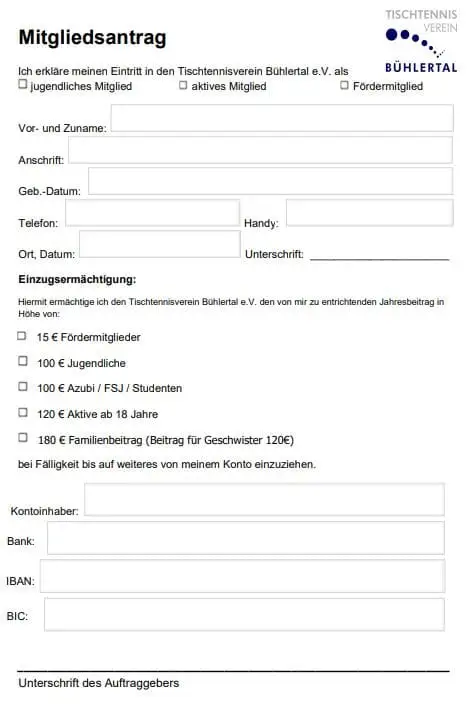 TISCHTENNIS
VEREIN
BÜHLERTAL
Mitgliedsantrag
Ich erkläre meinen Eintritt in den Tischtennisverein Bühlertal e.V. als
jugendliches Mitglied aktives Mitglied Fördermitglied
Vor- und Zuname:
Anschrift:
Geb.-Datum:
Telefon: Handy:
Ort, Datum: Unterschrift:
Einzugsermächtigung:
Hiermit ermächtige ich den Tischtennisverein Bühlertal e.V. den von mir zu entrichtenden Jahresbeitrag in
Höhe von:
15 € Fördermitglieder
100 € Jugendliche
100 € Azubi / FSJ / Studenten
120 € Aktive ab 18 Jahre
180 € Familienbeitrag (Beitrag für Geschwister 120€)
bei Fälligkeit bis auf weiteres von meinem Konto einzuziehen.
Kontoinhaber:
Bank:
IBAN:
BIC:
Unterschrift des Auftraggebers